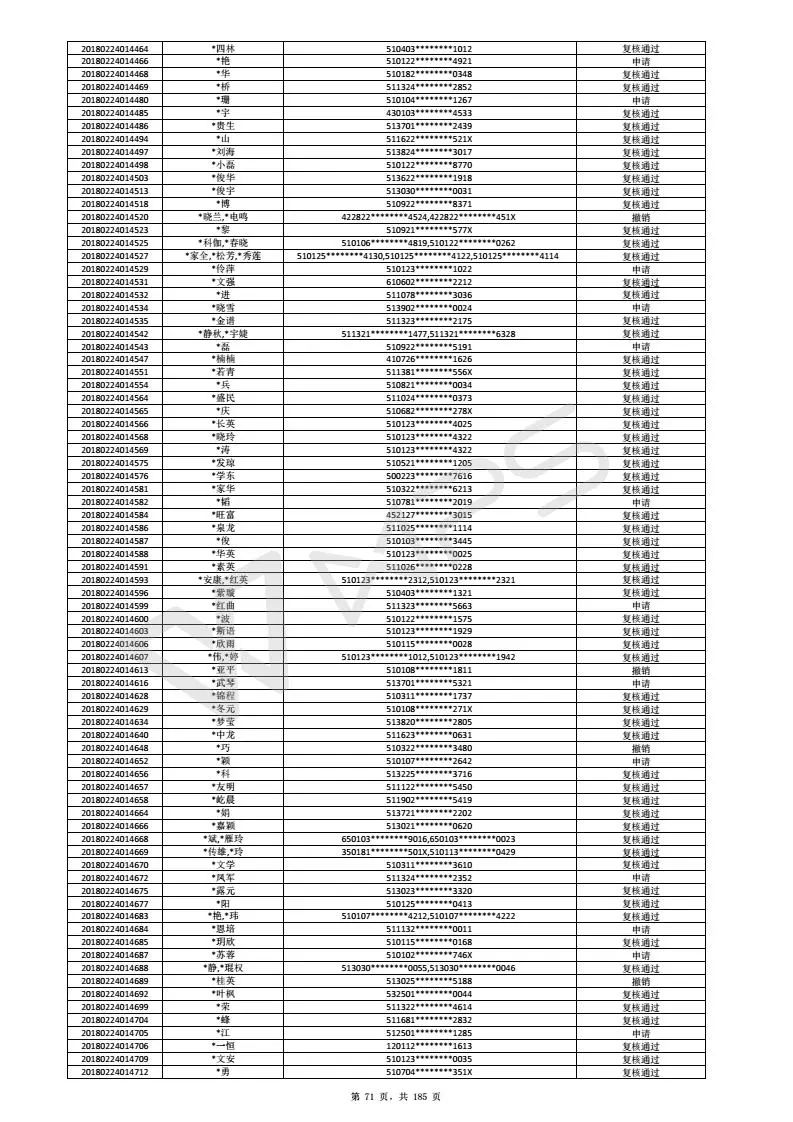 20180224014464 *四林 510403********1012 复核通过
20180224014466 *艳 510122********4921 申请
20180224014468 *华 510182********0348 复核通过
20180224014469 *桥 511324********2852 复核通过
20180224014480 *珊 510104********1267 申请
20180224014485 *宇 430103********4533 复核通过
20180224014486 *贵生 513701********2439 复核通过
20180224014494 *山 511622********521X 复核通过
20180224014497 *刘海 513824********3017 复核通过
20180224014498 *小磊 510122********8770 复核通过
20180224014503 *俊华 513622********1918 复核通过
20180224014513 *俊宇 513030********0031 复核通过
20180224014518 *博 510922********8371 复核通过
20180224014520 *晓兰,*电鸣 422822********4524,422822********451X 撤销
20180224014523 *黎 510921********577X 复核通过
20180224014525 *科伽,*春晓 510106********4819,510122********0262 复核通过
20180224014527 *家全,*松芳,*秀莲 510125********4130,510125********4122,510125********4114 复核通过
20180224014529 *伶萍 510123********1022 申请
20180224014531 *文强 610602********2212 复核通过
20180224014532 *进 511078********3036 复核通过
20180224014534 *晓雪 513902********0024 申请
20180224014535 *金谱 511323********2175 复核通过
20180224014542 *静秋,*宇婕 511321********1477,511321********6328 复核通过
20180224014543 *磊 510922********5191 申请
20180224014547 *楠楠 410726********1626 复核通过
20180224014551 *若青 511381********556X 复核通过
20180224014554 *兵 510821********0034 复核通过
20180224014564 *盛民 511024********0373 复核通过
20180224014565 *庆 510682********278X 复核通过
20180224014566 *长英 510123********4025 复核通过
20180224014568 *晓玲 510123********4322 复核通过
20180224014569 *涛 510123********4322 复核通过
20180224014575 *发琼 510521********1205 复核通过
20180224014576 *学东 500223********7616 复核通过
20180224014581 *家华 510322********6213 复核通过
20180224014582 *韬 510781********2019 申请
20180224014584 *旺富 452127********3015 复核通过
20180224014586 *泉龙 511025********1114 复核通过
20180224014587 *俊 510103********3445 复核通过
20180224014588 *华英 510123********0025 复核通过
20180224014591 *素英 511026********0228 复核通过
20180224014593 *安康,*红英 510123********2312,510123********2321 复核通过
20180224014596 *紫璇 510403********1321 复核通过
20180224014599 *红曲 511323********5663 申请
20180224014600 *波 510122********1575 复核通过
20180224014603 *斯语 510123********1929 复核通过
20180224014606 *欣雨 510115********0028 复核通过
20180224014607 *伟,*婷 510123********1012,510123********1942 复核通过
20180224014613 *亚平 510108********1811 撤销
20180224014616 *武琴 513701********5321 申请
20180224014628 *锦程 510311********1737 复核通过
20180224014629 *冬元 510108********271X 复核通过
20180224014634 *梦莹 513820********2805 复核通过
20180224014640 *中龙 511623********0631 复核通过
20180224014648 *巧 510322********3480 撤销
20180224014652 *颖 510107********2642 申请
20180224014656 *科 513225********3716 复核通过
20180224014657 *友明 511122********5450 复核通过
20180224014658 *屹晨 511902********5419 复核通过
20180224014664 *娟 513721********2202 复核通过
20180224014666 *嘉颖 513021********0620 复核通过
20180224014668 *斌,*雁玲 650103********9016,650103********0023 复核通过
20180224014669 *传雄,*玲 350181********501X,510113********0429 复核通过
20180224014670 *文学 510311********3610 复核通过
20180224014672 *凤军 511324********2352 申请
20180224014675 *露元 513023********3320 复核通过
20180224014677 *阳 510125********0413 复核通过
20180224014683 *艳,*玮 510107********4212,510107********4222 复核通过
20180224014684 *恩培 511132********0011 申请
20180224014685 *玥欣 510115********0168 复核通过
20180224014687 *苏蓉 510102********746X 申请
20180224014688 *静,*琨权 513030********0055,513030********0046 复核通过
20180224014689 *桂英 513025********5188 撤销
20180224014692 *叶枫 532501********0044 复核通过
20180224014699 *荣 511322********4614 复核通过
20180224014704 *峰 511681********2832 复核通过
20180224014705 *江 512501********1285 申请
20180224014706 *一恒 120112********1613 复核通过
20180224014709 *文安 510123********0035 复核通过
20180224014712 *勇 510704********351X 复核通过
第 71 页，共 185 页